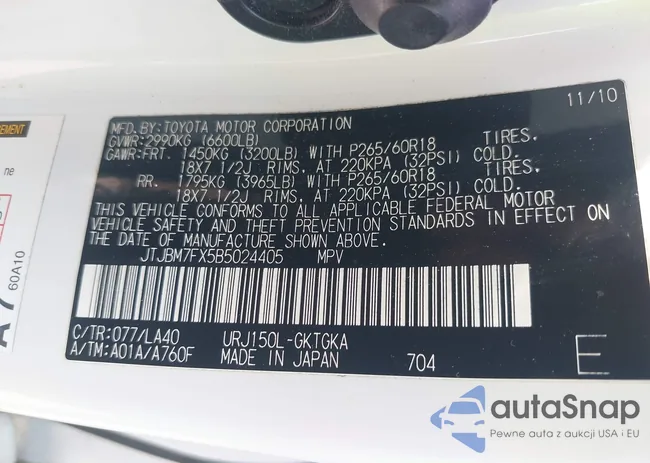 11/10
MFD.BY:TOYOTA MOTOR CORPORATION
GVWR:2990KG (6600LB)
GAWR:FRT. 1450KG (3200LB) WITH P265/60R18 TIRES,
18X7 1/2J RIMS, AT 220KPA (32PSI) COLD.
RR. 1795KG (3965LB) WITH P265/60R18 TIRES,
18X7 1/2J RIMS, AT 220KPA (32PSI) COLD.
THIS VEHICLE CONFORMS TO ALL APPLICABLE FEDERAL MOTOR
VEHICLE SAFETY AND THEFT PREVENTION STANDARDS IN EFFECT ON
THE DATE OF MANUFACTURE SHOWN ABOVE.
JTJBM7FX5B5024405 MPV
C/TR:077/LA40 URJ150L-GKTGKA
A/TM:A01A/A760F MADE IN JAPAN 704 E
ne
60A10
autaSnap
Pewne auta z aukcji USA i EU